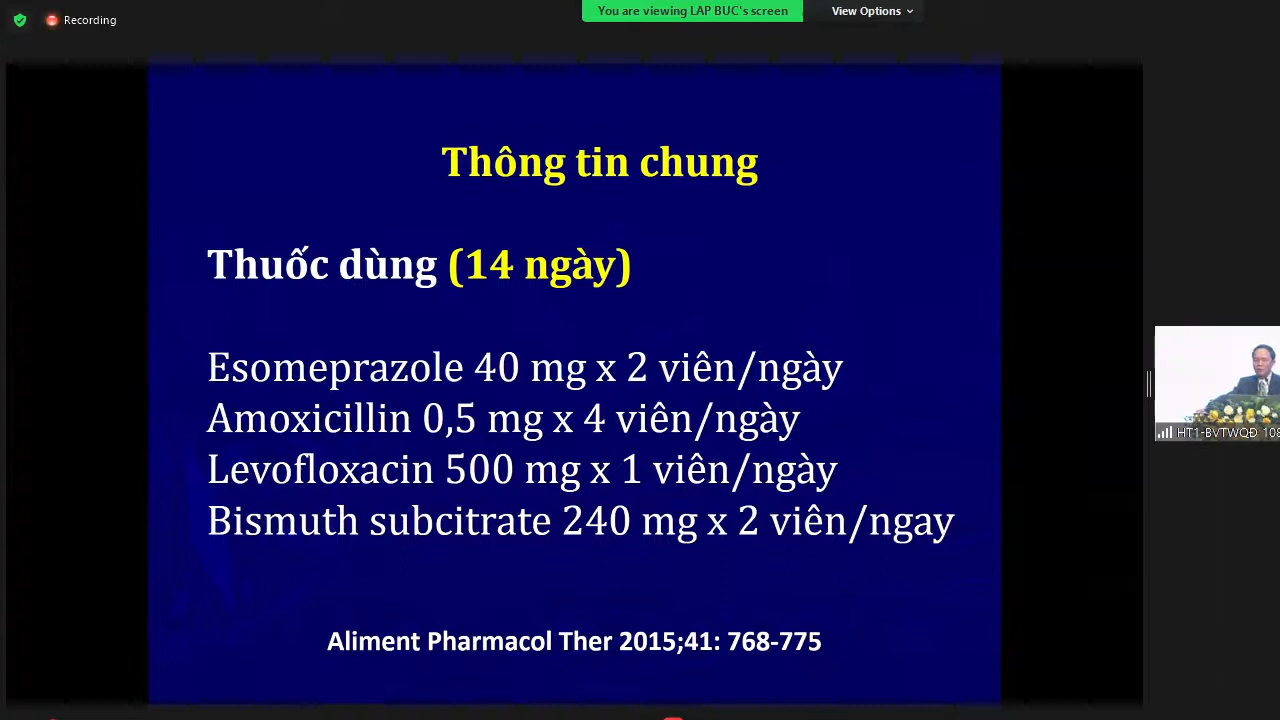 Recording
You are viewing LAP BUC's screen
View Options
Thông tin chung
Thuốc dùng (14 ngày)
Esomeprazole 40 mg x 2 viên/ngày
Amoxicillin 0,5 mg x 4 viên/ngày
Levofloxacin 500 mg x 1 viên/ngày
Bismuth subcitrate 240 mg x 2 viên/ngay
Aliment Pharmacol Ther 2015;41: 768-775
HT1-BVTWQĐ 108